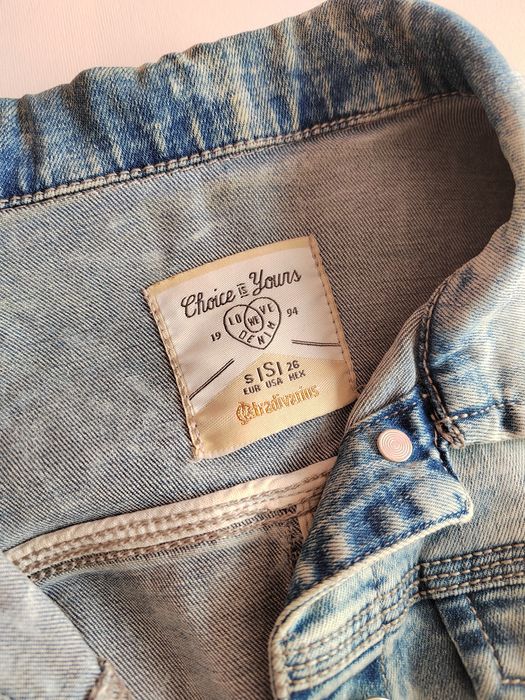 Choice is Yours
19 LOVE 94
WE
DENIM
S |S| 26
EUR USA MEX
Stradivarius